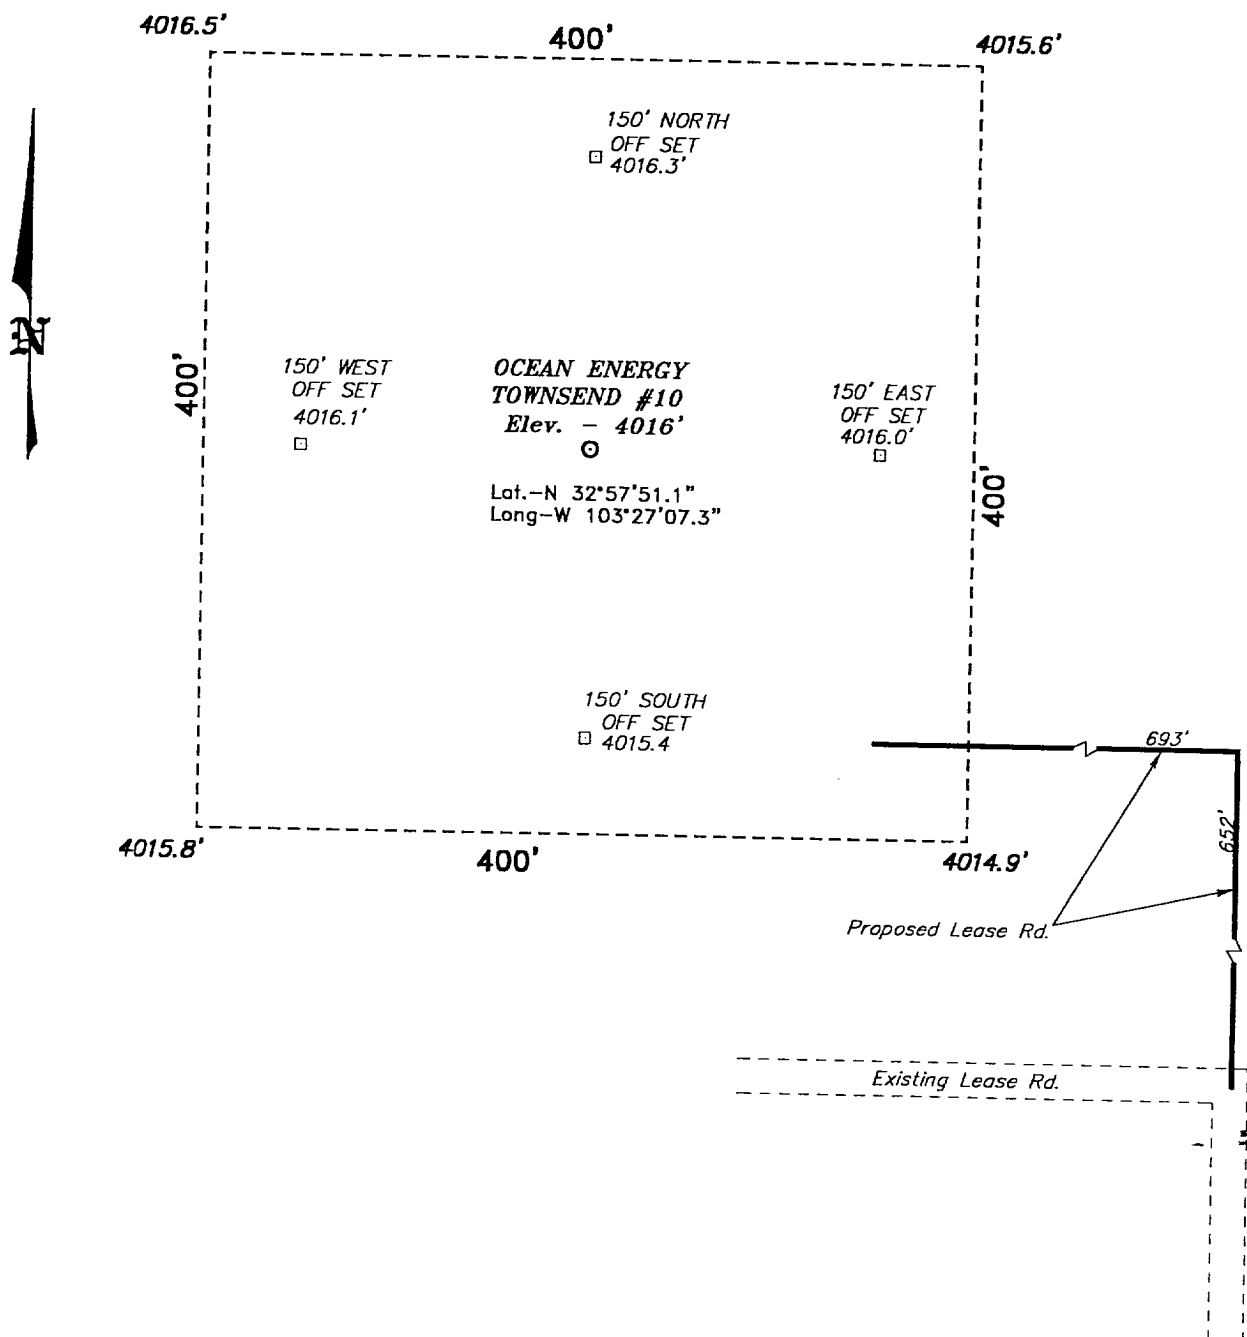 4016.5'
400'
4015.6'
150' NORTH
OFF SET
4016.3'
N
400'
150' WEST
OFF SET
4016.1'
OCEAN ENERGY
TOWNSEND #10
Elev. - 4016'
150' EAST
OFF SET
4016.0'
Lat.-N 32°57'51.1"
Long-W 103°27'07.3"
400'
150' SOUTH
OFF SET
4015.4
693'
652'
4015.8'
400'
4014.9'
Proposed Lease Rd.
Existing Lease Rd.